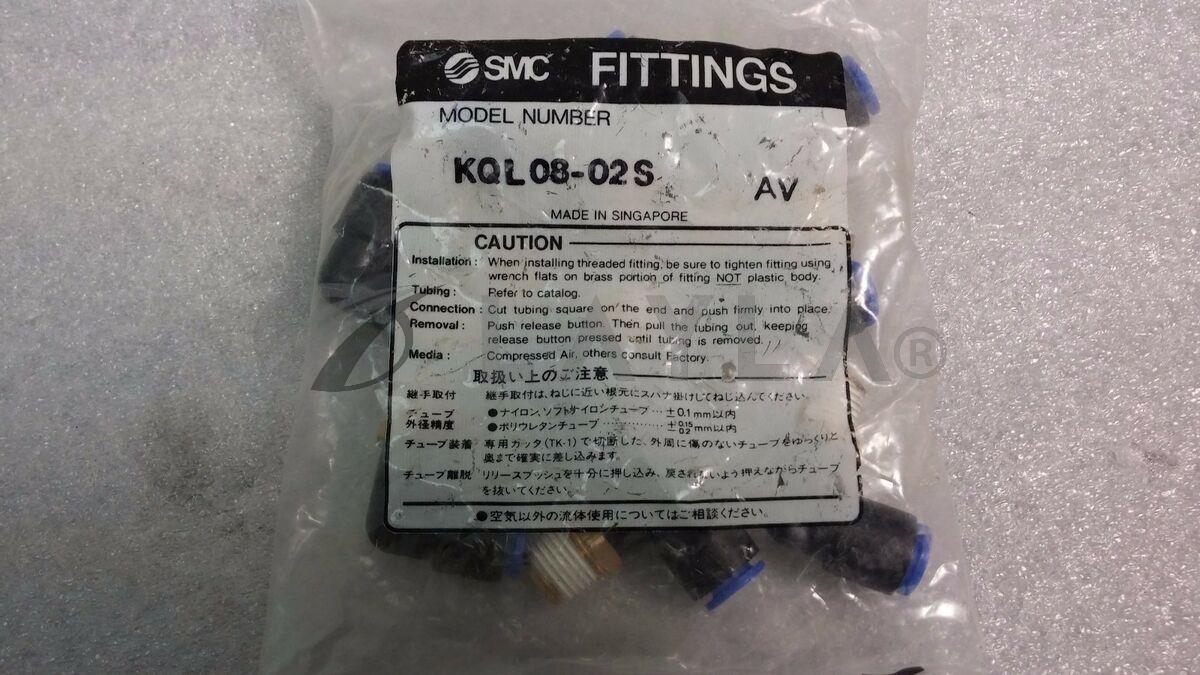 SMC FITTINGS
MODEL NUMBER
KQL08-02S
AV
MADE IN SINGAPORE
CAUTION
Installation : When installing threaded fitting, be sure to tighten fitting using
wrench flats on brass portion of fitting NOT plastic body.
Tubing : Refer to catalog.
Connection : Cut tubing square on the end and push firmly into place.
Removal : Push release button. Then pull the tubing out, keeping
release button pressed until tubing is removed.
Media : Compressed Air, others consult Factory.
取扱い上のご注意
継手取付 継手取付は、ねじに近い根元にスパナ掛けしてねじ込んでください。
チューブ ●ナイロン、ソフトナイロンチューブ … ±0.1mm以内
外径精度 ●ポリウレタンチューブ …………… +0.15 -0.2 mm以内
チューブ装着 専用カッタ(TK-1)で切断した、外周に傷のないチューブをゆっくりと
奥まで確実に差し込みます。
チューブ離脱 リリースブッシュを十分に押し込み、戻されないよう押えながらチューブ
を抜いてください。
●空気以外の流体使用についてはご相談ください。